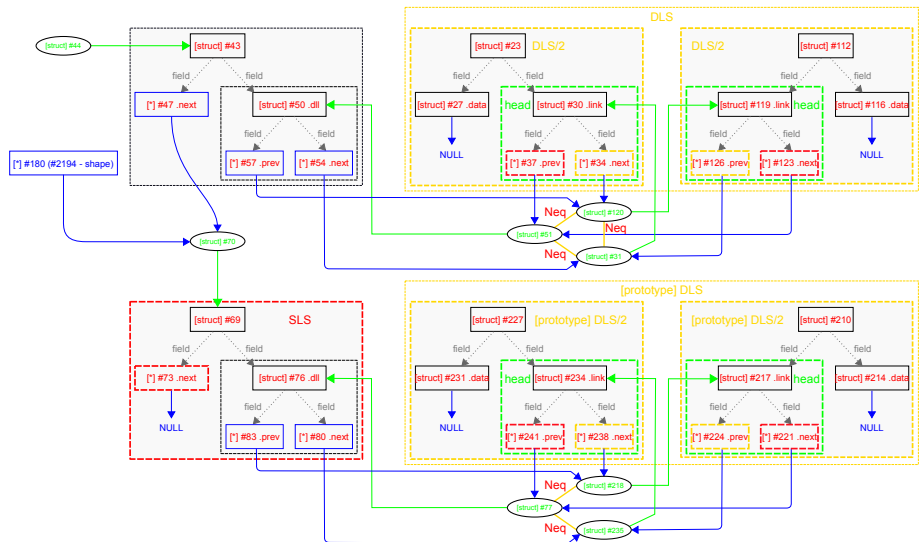 DLS
[struct] #44
[struct] #43
[struct] #23
DLS/2
DLS/2
[struct] #112
field
field
field
field
field
field
[*] #47 .next
[struct] #50 .dll
[struct] #27 .data
head
[struct] #30 .link
[struct] #119 .link
head
[struct] #116 .data
field
field
field
field
field
field
[*] #180 (#2194 - shape)
[*] #57 .prev
[*] #54 .next
NULL
[*] #37 .prev
[*] #34 .next
[*] #126 .prev
[*] #123 .next
NULL
Neq
[struct] #120
Neq
[struct] #70
[struct] #51
Neq
[struct] #31
[prototype] DLS
[struct] #69
SLS
[struct] #227
[prototype] DLS/2
[prototype] DLS/2
[struct] #210
field
field
field
field
field
field
[*] #73 .next
[struct] #76 .dll
[struct] #231 .data
head
[struct] #234 .link
[struct] #217 .link
head
[struct] #214 .data
field
field
field
field
field
field
NULL
[*] #83 .prev
[*] #80 .next
NULL
[*] #241 .prev
[*] #238 .next
[*] #224 .prev
[*] #221 .next
NULL
Neq
[struct] #218
[struct] #77
Neq
[struct] #235